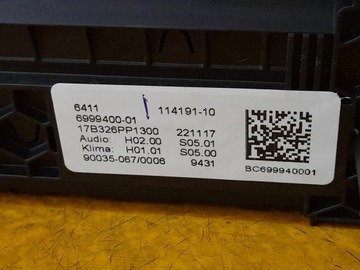 6411 114191-10
6999400-01
17B326PP1300 221117
Audio: H02.00 S05.01
Klima: H01.01 S05.00
90035-067/0006 9431
BC699940001